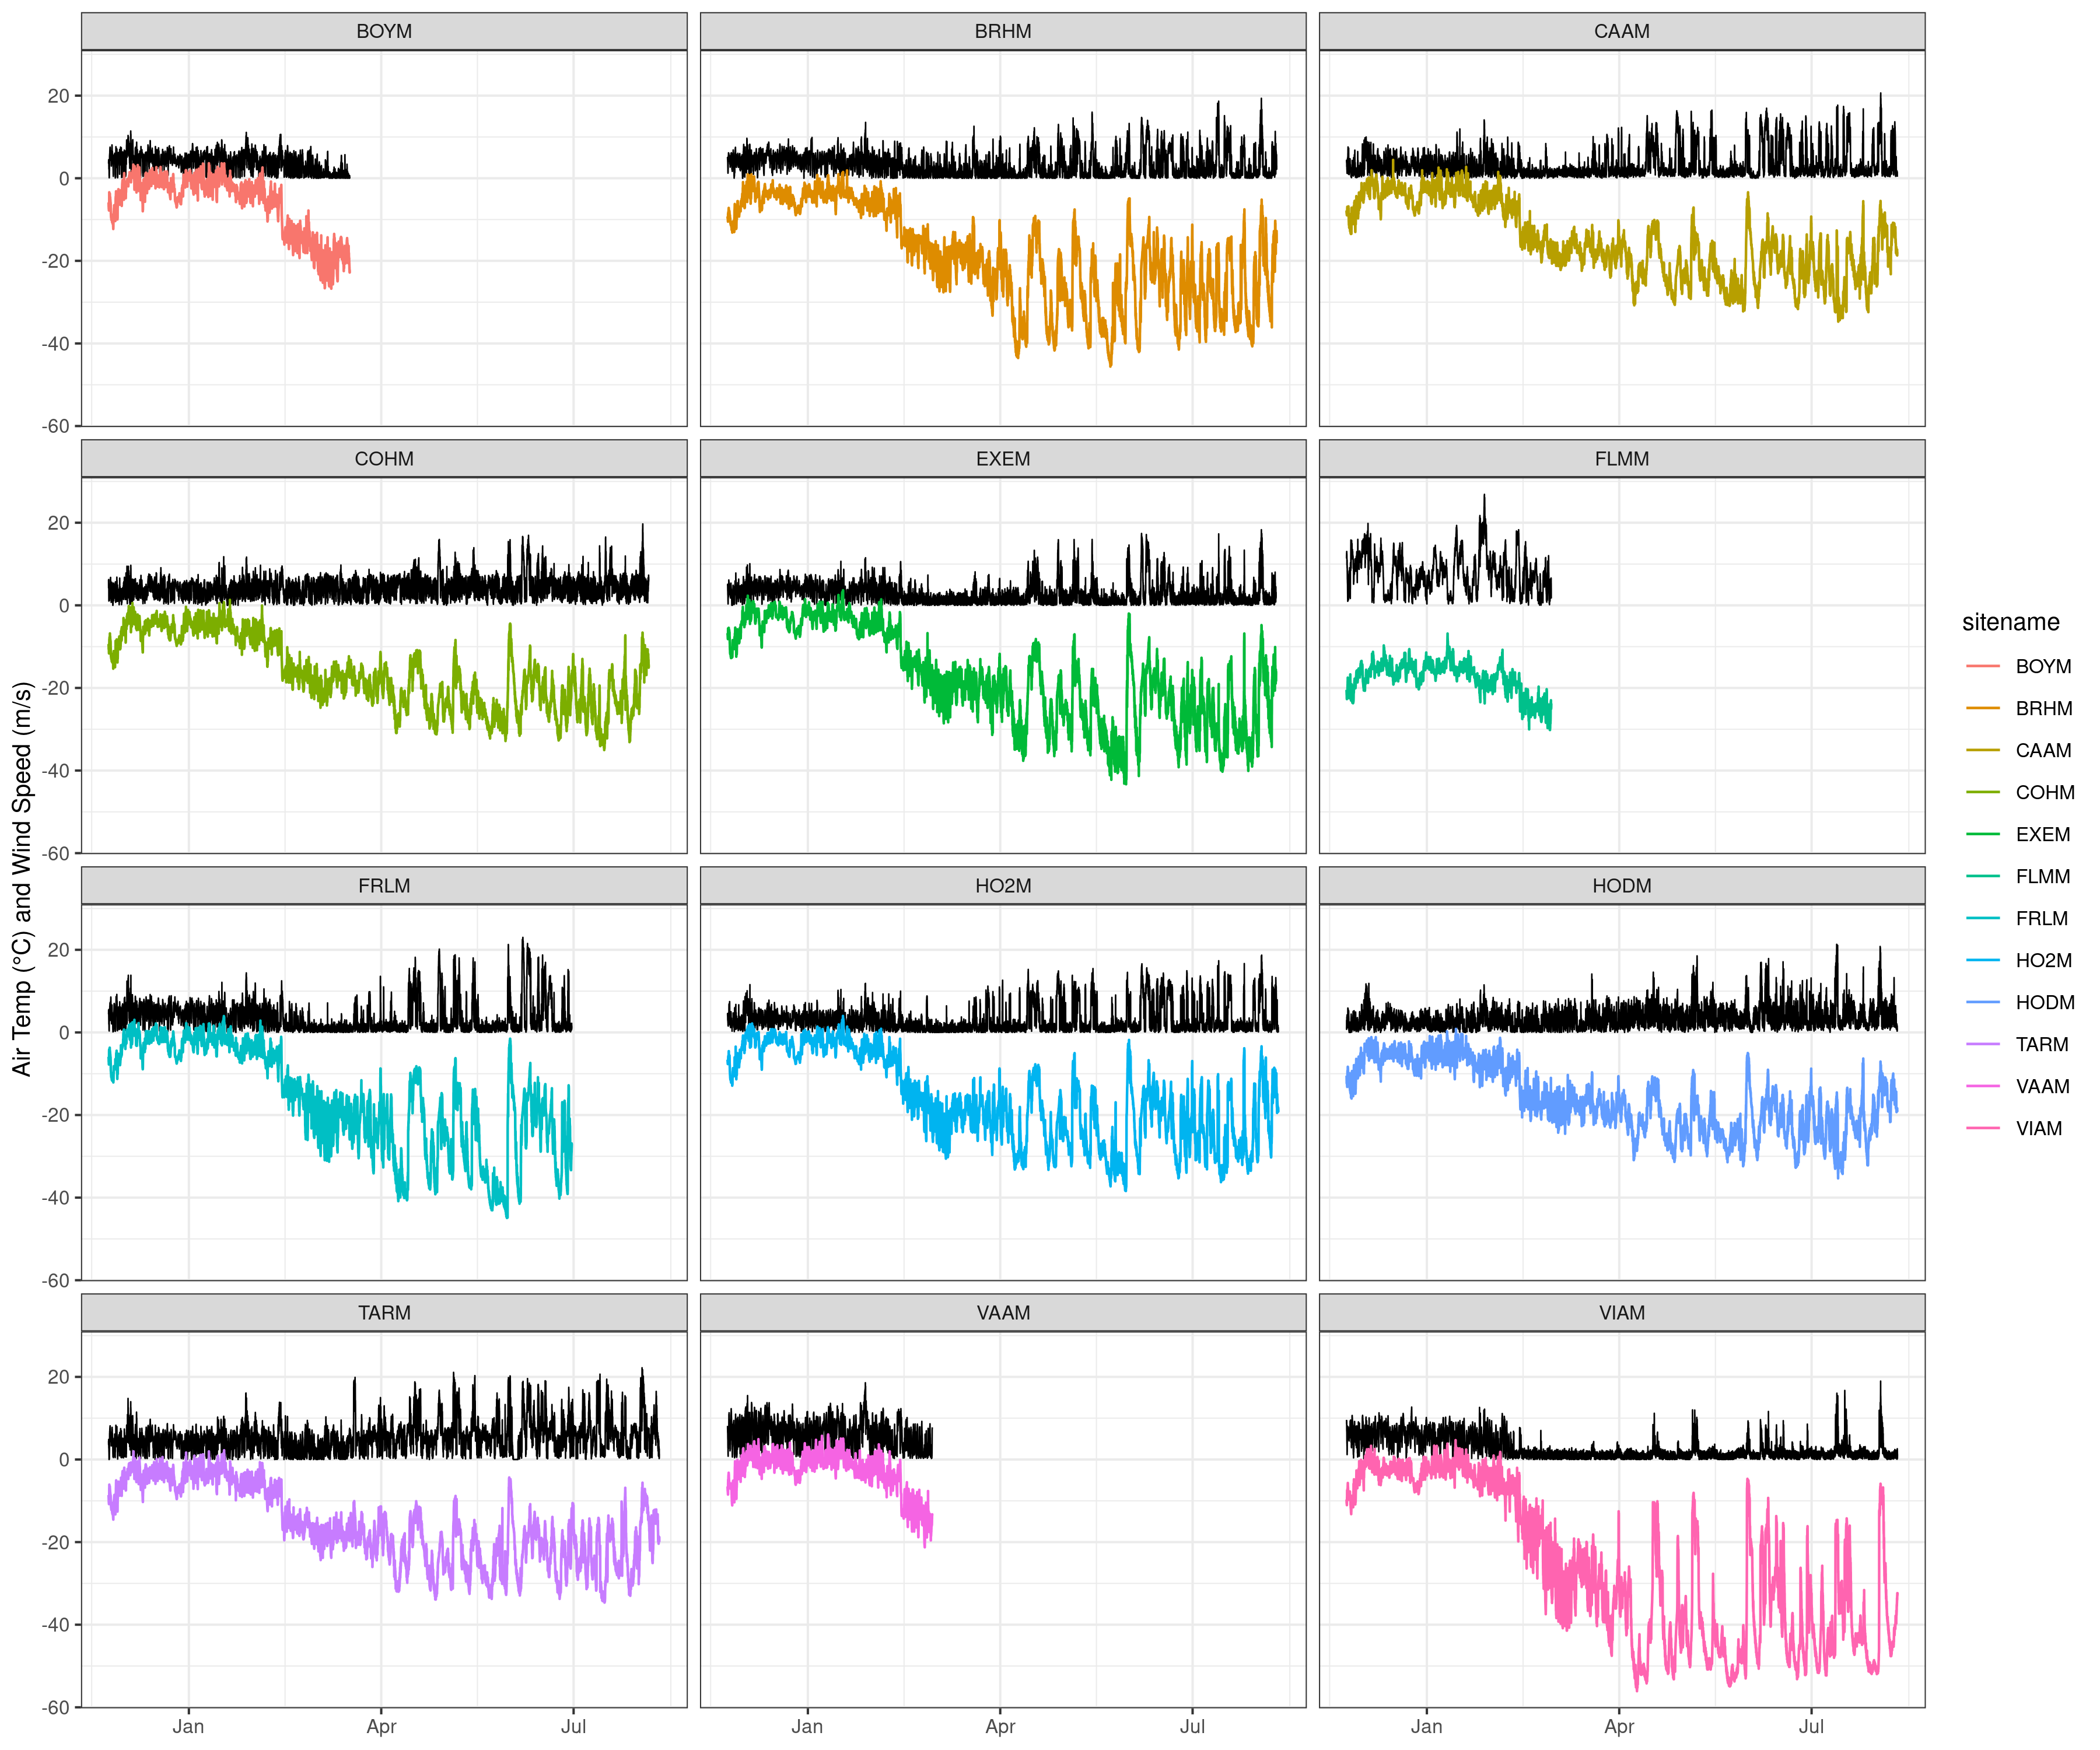 BOYM BRHM CAAM
20
0
-20
-40
-60
COHM EXEM FLMM
20
0
-20
-40
-60
FRLM HO2M HODM
20
0
-20
-40
-60
TARM VAAM VIAM
20
0
-20
-40
-60
Jan Apr Jul Jan Apr Jul Jan Apr Jul
Air Temp (°C) and Wind Speed (m/s)
sitename
BOYM
BRHM
CAAM
COHM
EXEM
FLMM
FRLM
HO2M
HODM
TARM
VAAM
VIAM